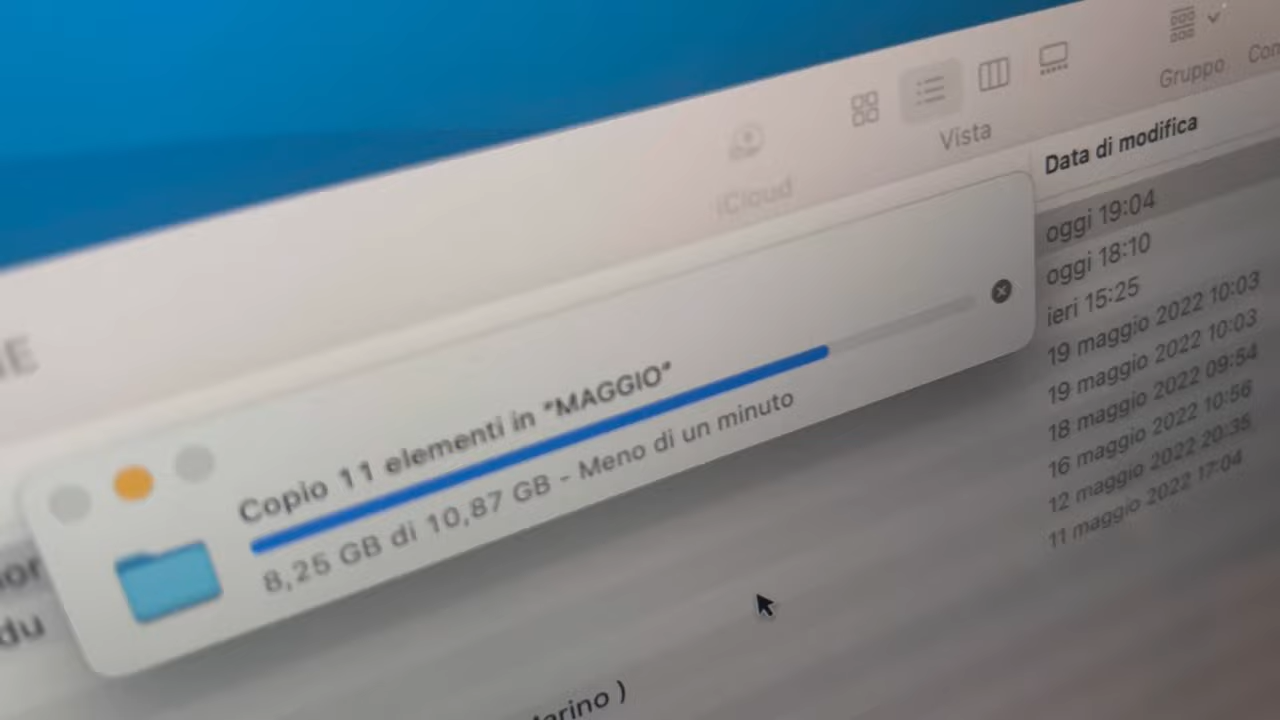 Gruppo
Vista
iCloud
Data di modifica
oggi 19:04
oggi 18:10
ieri 15:25
19 maggio 2022 10:03
19 maggio 2022 10:03
18 maggio 2022 09:54
16 maggio 2022 10:56
12 maggio 2022 20:35
11 maggio 2022 17:04
Copio 11 elementi in "MAGGIO"
8,25 GB di 10,87 GB - Meno di un minuto